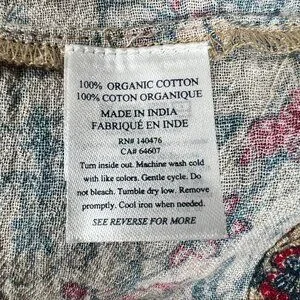 100% ORGANIC COTTON
100% COTON ORGANIQUE
MADE IN INDIA
FABRIQUÉ EN INDE
RN# 140476
CA# 64607
Turn inside out. Machine wash cold
with like colors. Gentle cycle. Do
not bleach. Tumble dry low. Remove
promptly. Cool iron when needed.
SEE REVERSE FOR MORE